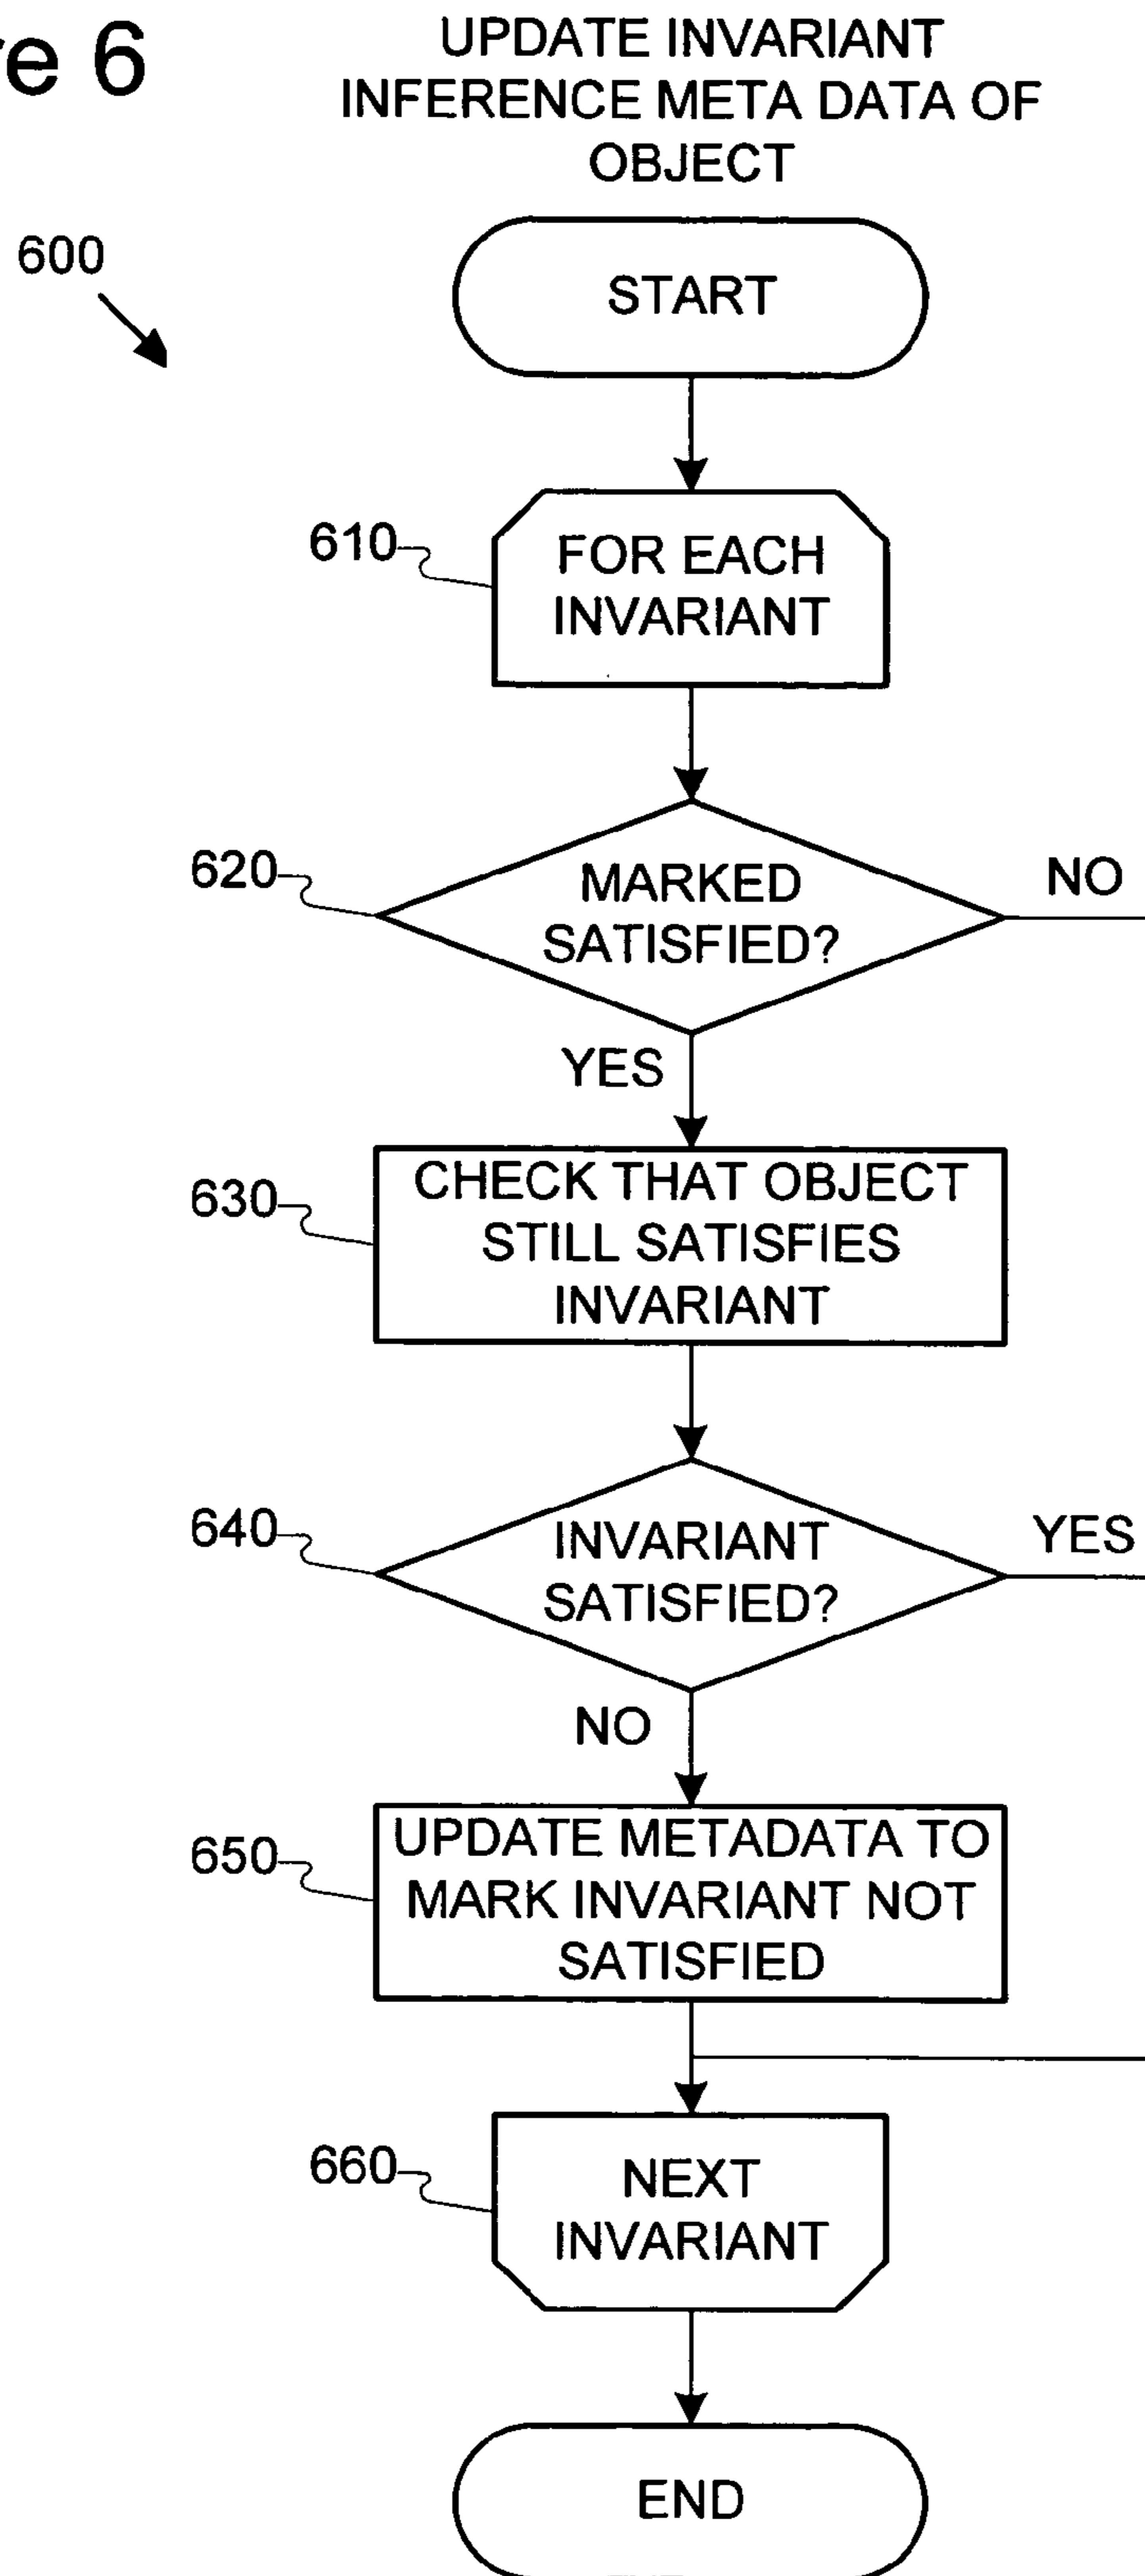 re 6
UPDATE INVARIANT
INFERENCE META DATA OF
OBJECT
600
START
610
FOR EACH
INVARIANT
620
MARKED
SATISFIED?
NO
YES
630
CHECK THAT OBJECT
STILL SATISFIES
INVARIANT
640
INVARIANT
SATISFIED?
YES
NO
650
UPDATE METADATA TO
MARK INVARIANT NOT
SATISFIED
660
NEXT
INVARIANT
END